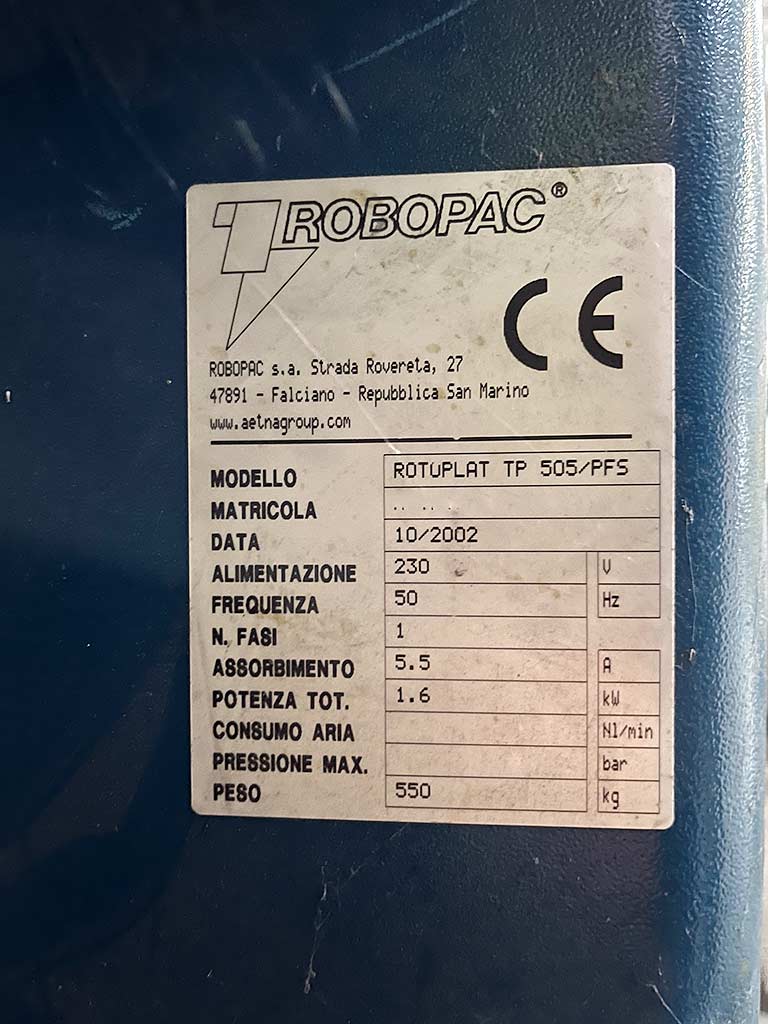 ROBOPAC®
CE
ROBOPAC s.a. Strada Rovereta, 27
47891 - Falciano - Repubblica San Marino
www.aetnagroup.com
MODELLO ROTOPLAT TP 505/PFS
MATRICOLA
DATA 10/2002
ALIMENTAZIONE 230 V
FREQUENZA 50 Hz
N. FASI 1
ASSORBIMENTO 5.5 A
POTENZA TOT. 1.6 kW
CONSUMO ARIA Nl/min
PRESSIONE MAX. bar
PESO 550 kg